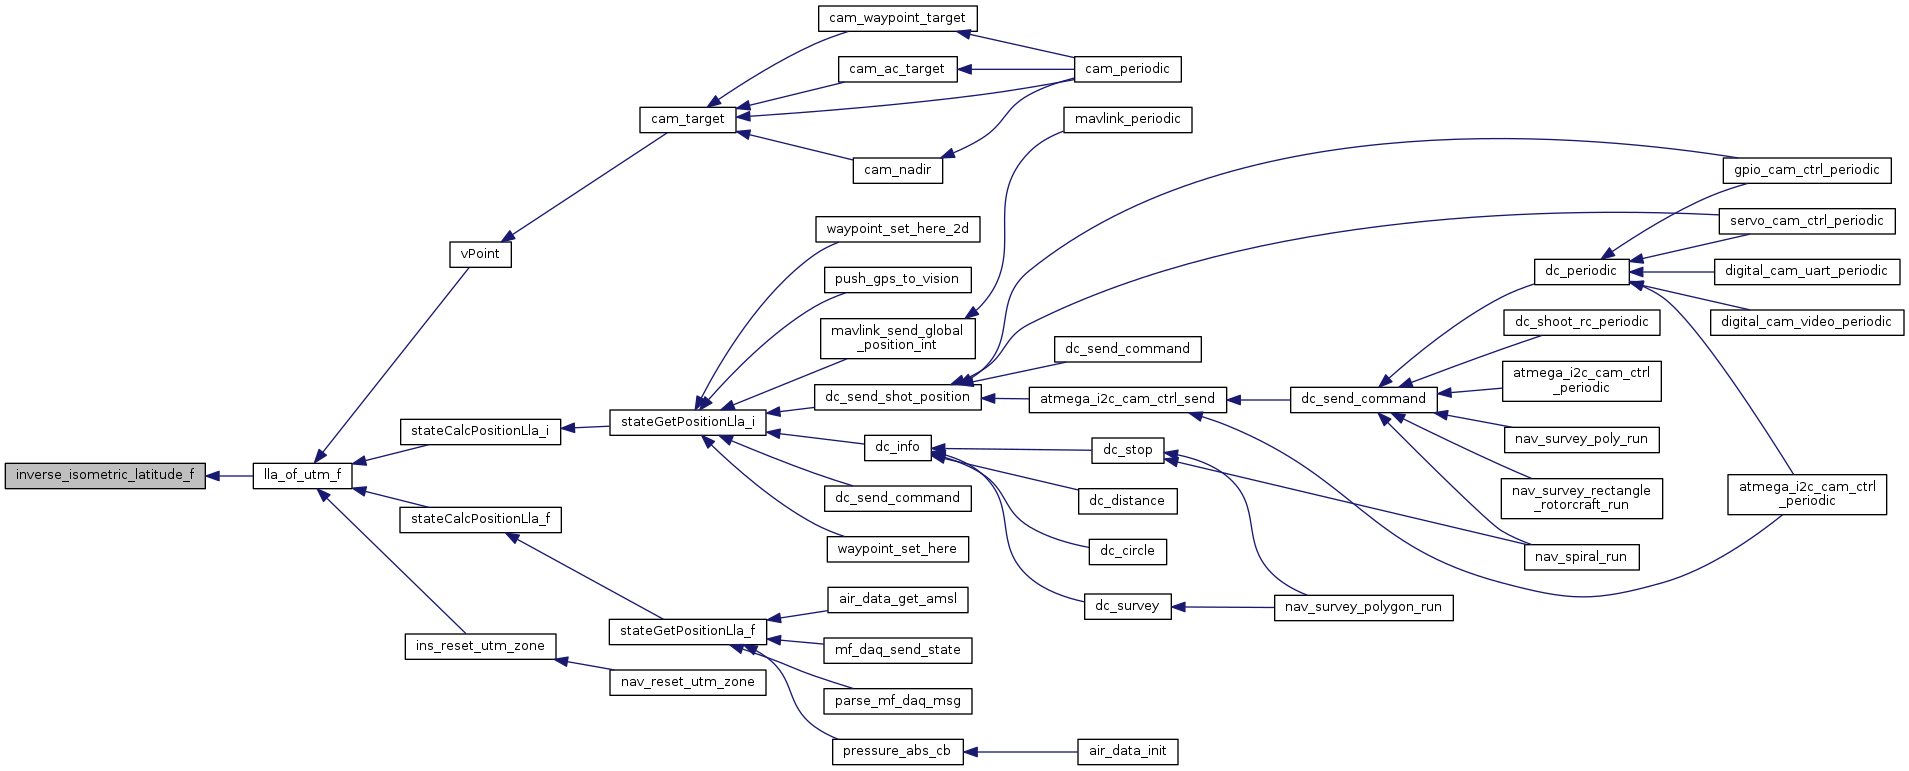 cam_waypoint_target
cam_ac_target
cam_periodic
cam_target
mavlink_periodic
cam_nadir
gpio_cam_ctrl_periodic
waypoint_set_here_2d
servo_cam_ctrl_periodic
vPoint
push_gps_to_vision
dc_periodic
digital_cam_uart_periodic
mavlink_send_global
_position_int
dc_shoot_rc_periodic
digital_cam_video_periodic
dc_send_command
atmega_i2c_cam_ctrl
_periodic
dc_send_shot_position
atmega_i2c_cam_ctrl_send
dc_send_command
stateCalcPositionLla_i
stateGetPositionLla_i
nav_survey_poly_run
dc_info
dc_stop
inverse_isometric_latitude_f
lla_of_utm_f
dc_send_command
dc_distance
nav_survey_rectangle
_rotorcraft_run
atmega_i2c_cam_ctrl
_periodic
stateCalcPositionLla_f
waypoint_set_here
dc_circle
nav_spiral_run
air_data_get_amsl
dc_survey
nav_survey_polygon_run
stateGetPositionLla_f
ins_reset_utm_zone
mf_daq_send_state
nav_reset_utm_zone
parse_mf_daq_msg
pressure_abs_cb
air_data_init